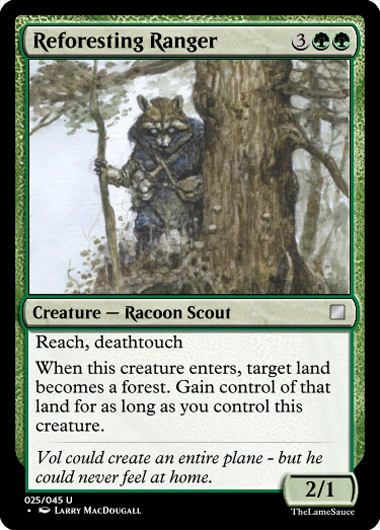 Reforesting Ranger 3
Creature — Racoon Scout
Reach, deathtouch
When this creature enters, target land
becomes a forest. Gain control of that
land for as long as you control this
creature.
Vol could create an entire plane - but he
could never feel at home.
2/1
025/045 U
• Larry MacDougall
TheLameSauce